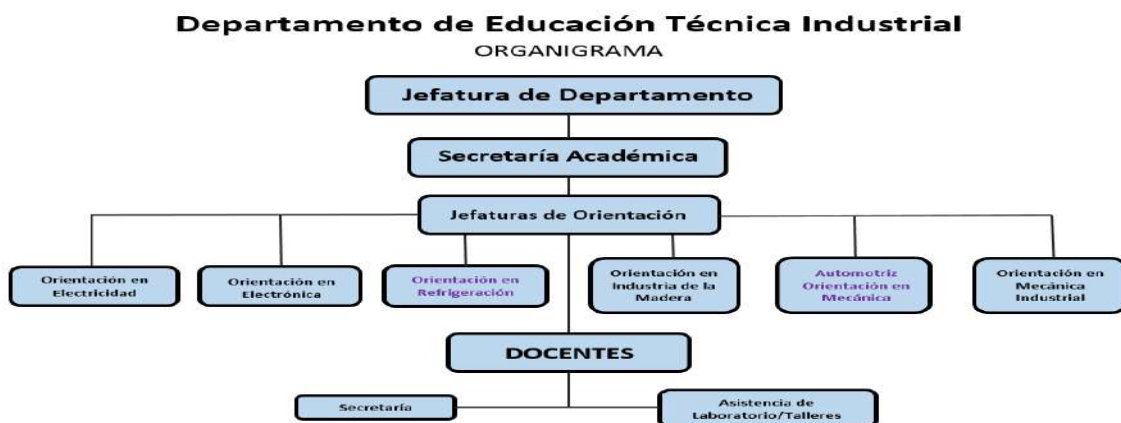 Departamento de Educación Técnica Industrial
ORGANIGRAMA
Jefatura de Departamento
Secretaría Académica
Jefaturas de Orientación
Orientación en
Electricidad
Orientación en
Electrónica
Orientación en
Refrigeración
Orientación en
Industria de la
Madera
Automotriz
Orientación en
Mecánica
Orientación en
Mecánica
Industrial
DOCENTES
Secretaría
Asistencia de
Laboratorio/Talleres